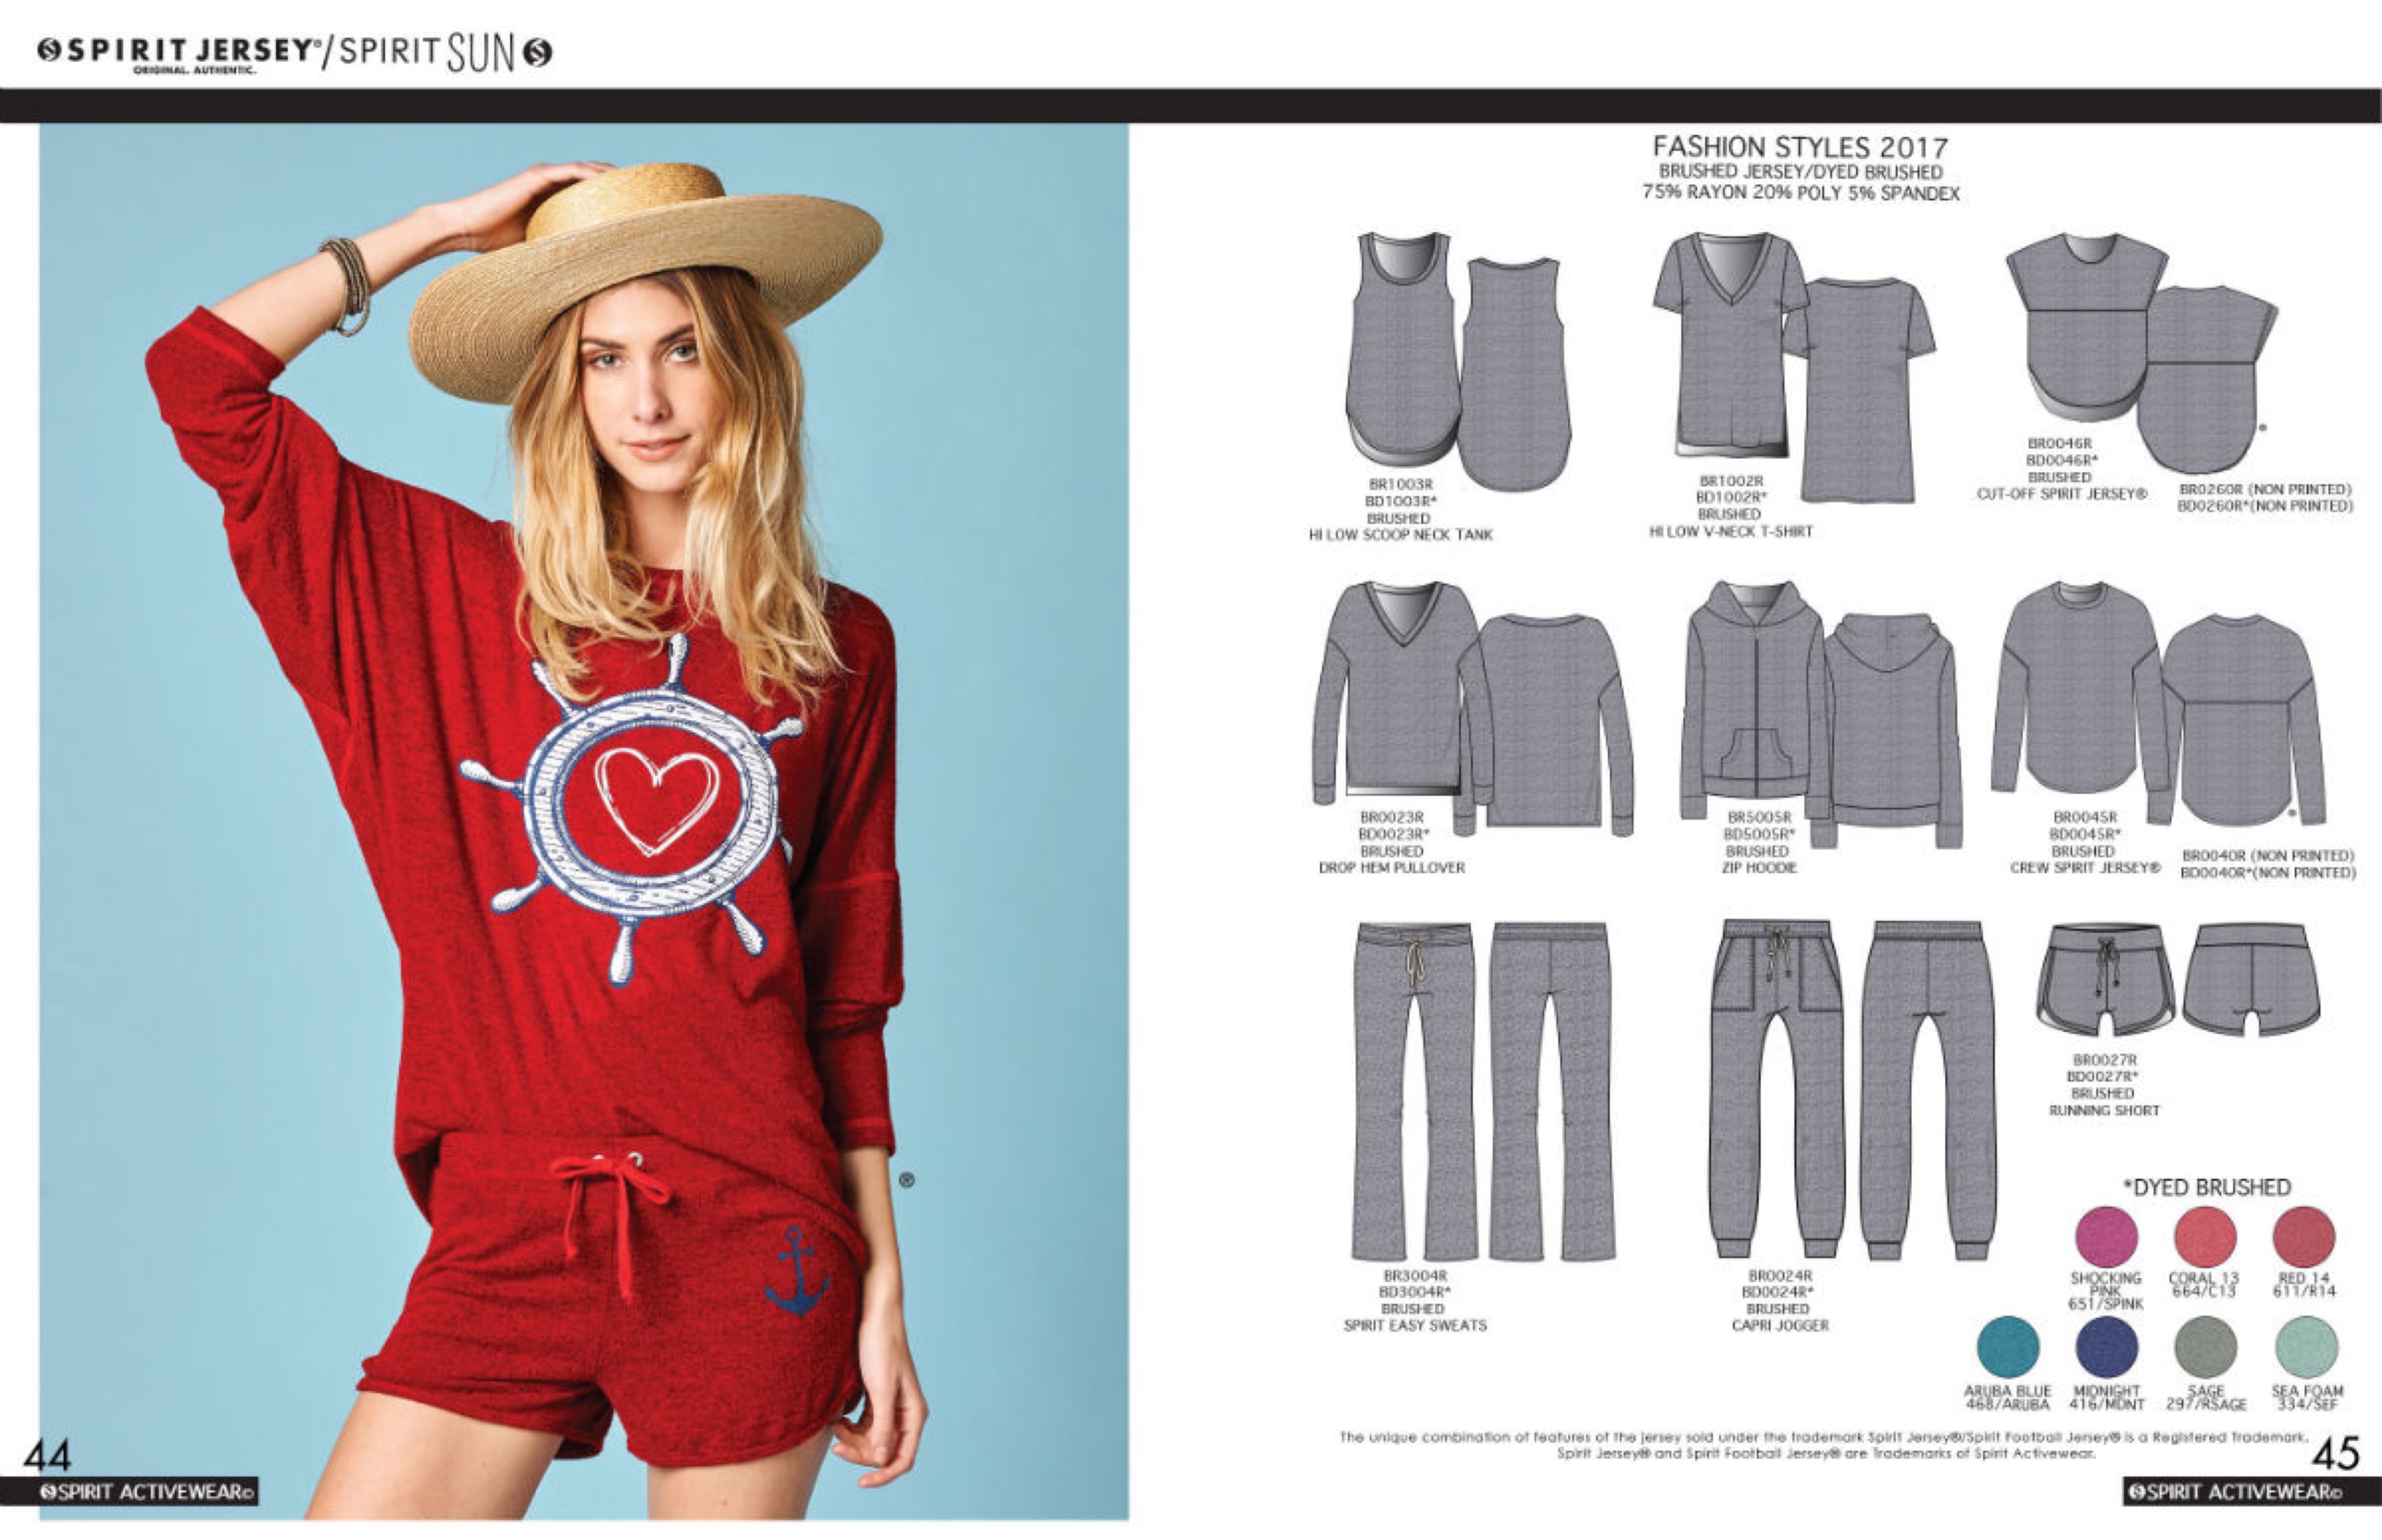 SPIRIT JERSEY®/SPIRIT SUN
ORIGINAL. AUTHENTIC.
FASHION STYLES 2017
BRUSHED JERSEY/DYED BRUSHED
75% RAYON 20% POLY 5% SPANDEX
BR1003R
BD1003R*
BRUSHED
HI LOW SCOOP NECK TANK
BR1002R
BD1002R*
BRUSHED
HI LOW V-NECK T-SHIRT
BR0046R
BD0046R*
BRUSHED
CUT-OFF SPIRIT JERSEY®
BR0260R (NON PRINTED)
BD0260R*(NON PRINTED)
BR0023R
BD0023R*
BRUSHED
DROP HEM PULLOVER
BR5005R
BD5005R*
BRUSHED
ZIP HOODIE
BR0045R
BD0045R*
BRUSHED
CREW SPIRIT JERSEY®
BR0040R (NON PRINTED)
BD0040R*(NON PRINTED)
BR3004R
BD3004R*
BRUSHED
SPIRIT EASY SWEATS
BR0024R
BD0024R*
BRUSHED
CAPRI JOGGER
BR0027R
BD0027R*
BRUSHED
RUNNING SHORT
®
*DYED BRUSHED
SHOCKING
PINK
651/SPINK
CORAL 13
664/C13
RED 14
611/R14
ARUBA BLUE
468/ARUBA
MIDNIGHT
416/MDNT
SAGE
297/RSAGE
SEA FOAM
334/SEF
The unique combination of features of the jersey sold under the trademark Spirit Jersey®/Spirit Football Jersey® is a Registered Trademark.
Spirit Jersey® and Spirit Football Jersey® are Trademarks of Spirit Activewear.
44
SPIRIT ACTIVEWEAR©
45
SPIRIT ACTIVEWEAR©